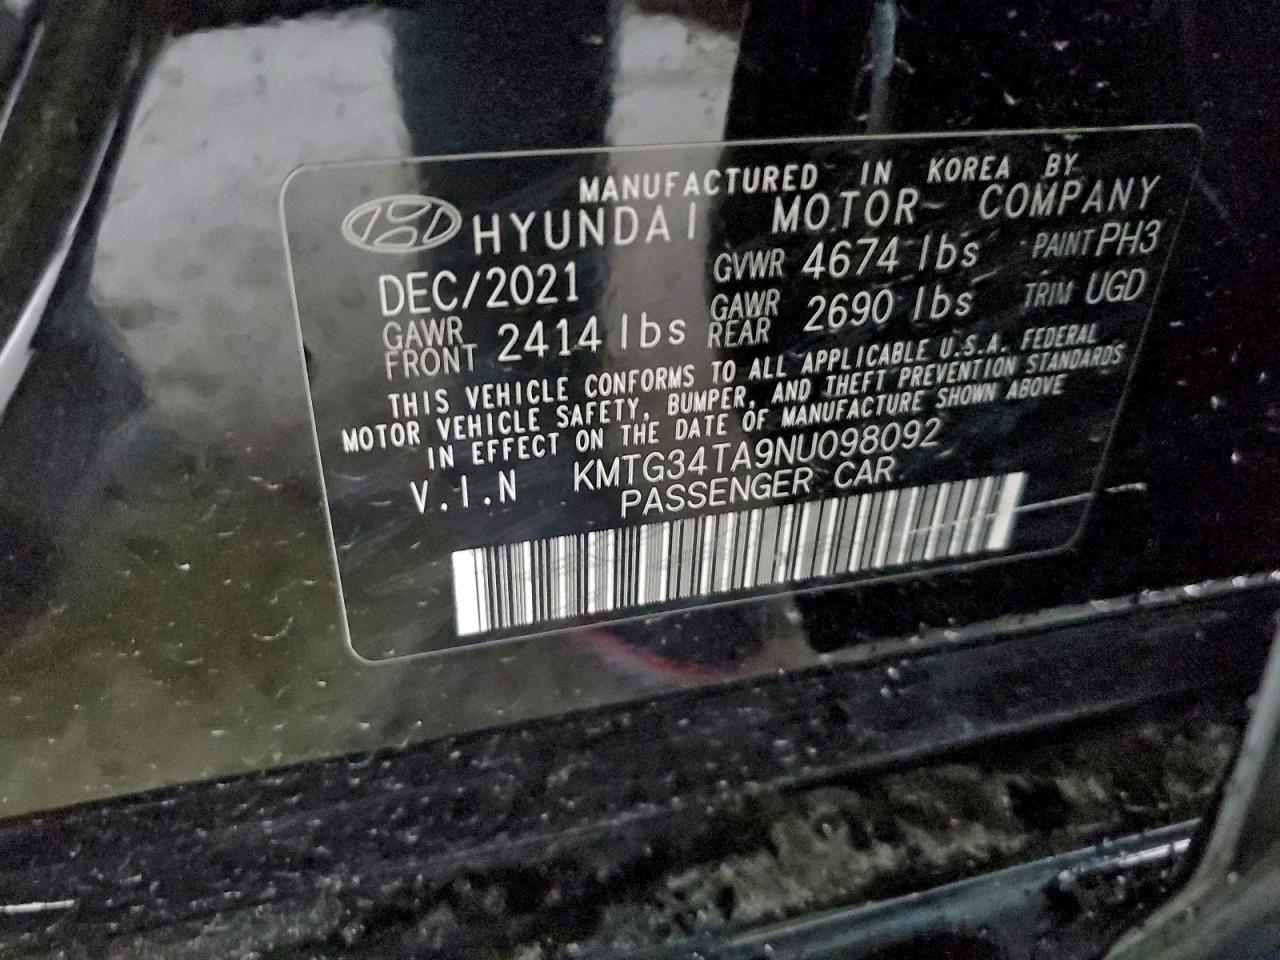 MANUFACTURED IN KOREA BY
HYUNDAI MOTOR COMPANY
DEC/2021 GVWR 4674 lbs PAINT PH3
GAWR FRONT 2414 lbs GAWR REAR 2690 lbs TRIM UGD
THIS VEHICLE CONFORMS TO ALL APPLICABLE U.S.A. FEDERAL
MOTOR VEHICLE SAFETY, BUMPER, AND THEFT PREVENTION STANDARDS
IN EFFECT ON THE DATE OF MANUFACTURE SHOWN ABOVE
V.I.N KMTG34TA9NU098092
PASSENGER CAR